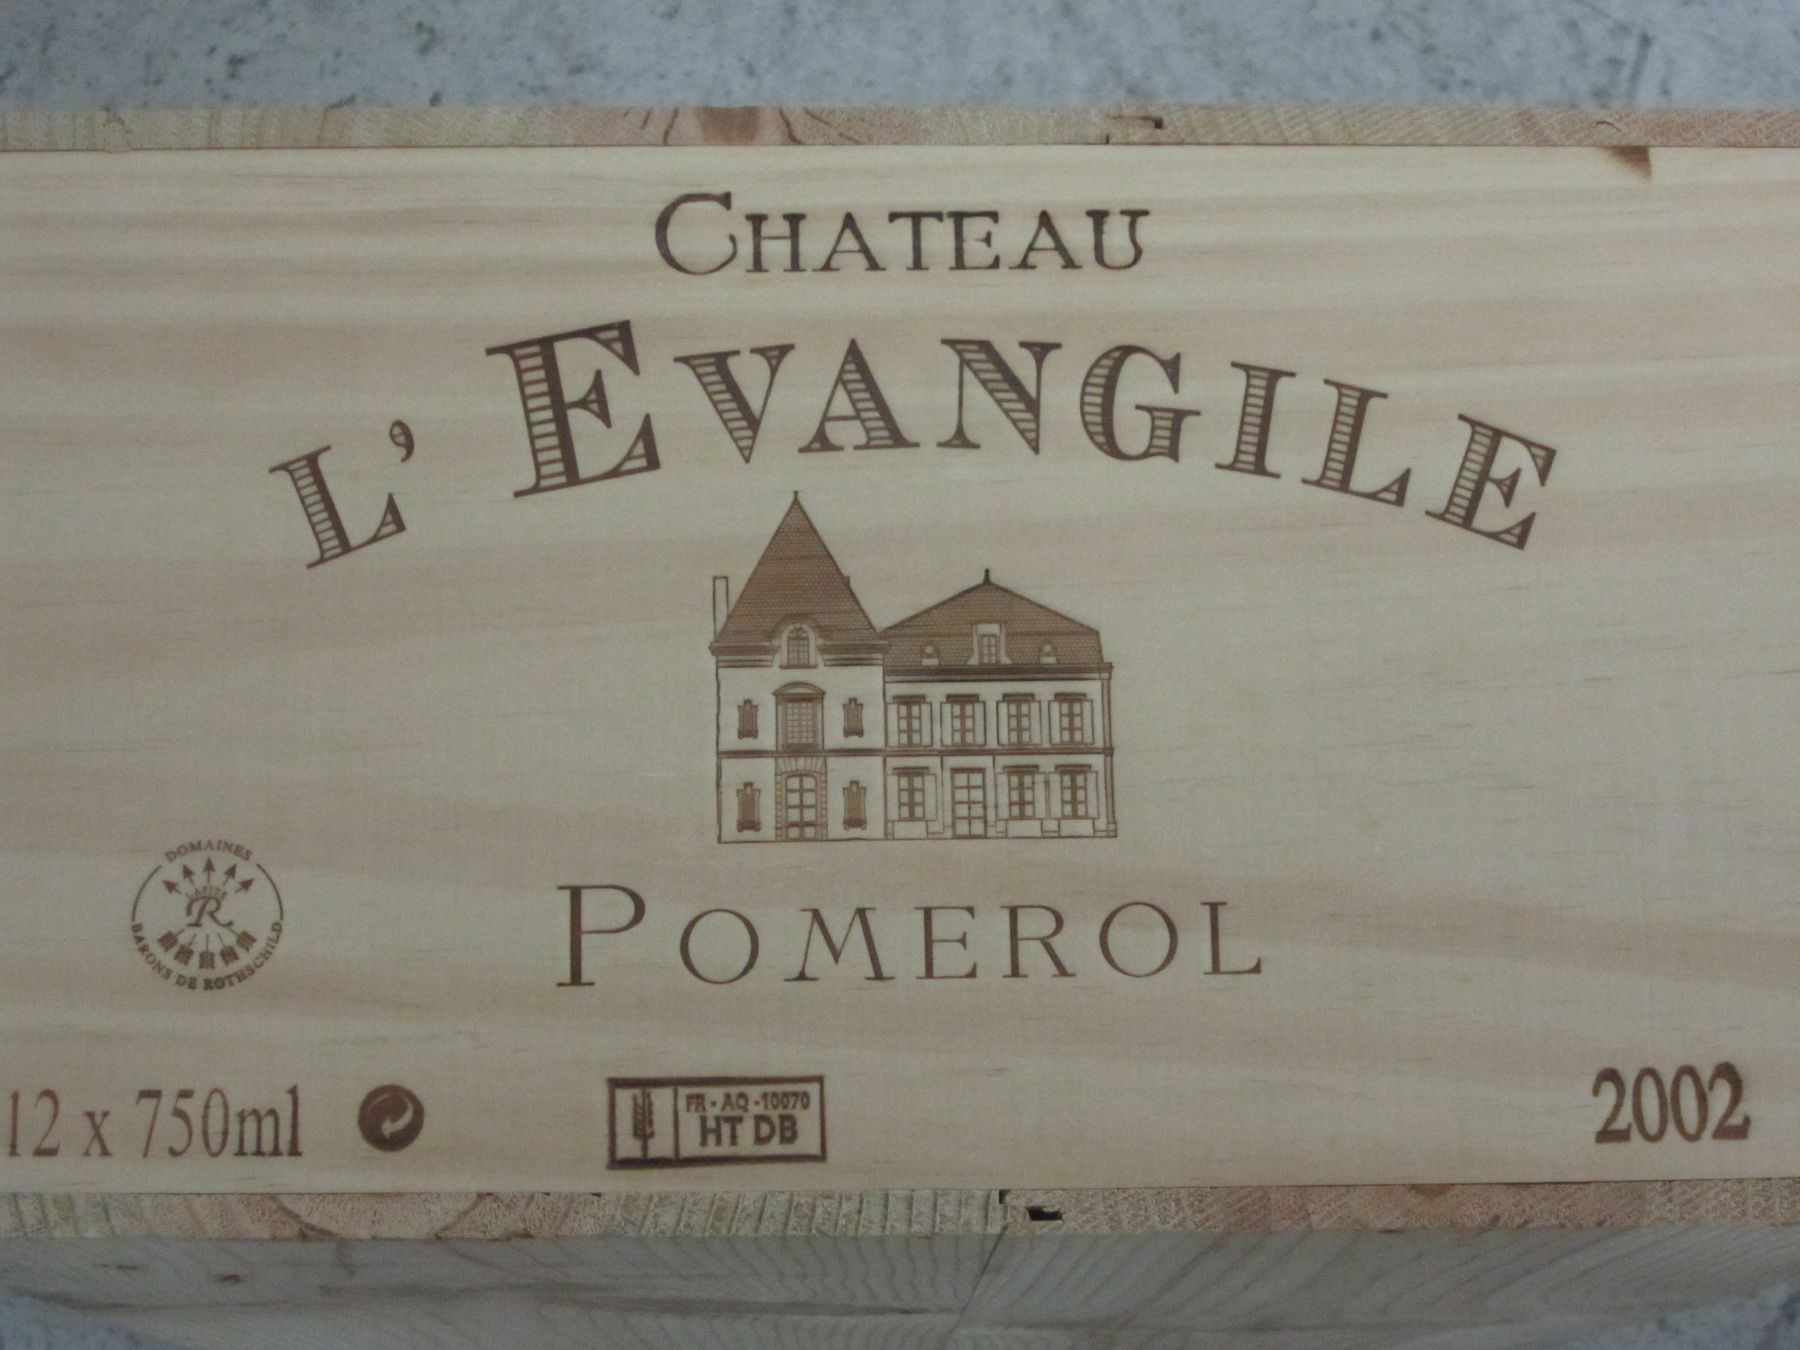 CHATEAU
L'EVANGILE
DOMAINES
LAFITE
R
BARONS DE ROTHSCHILD
POMEROL
12 x 750ml
FR - AQ - 10070
HT DB
2002